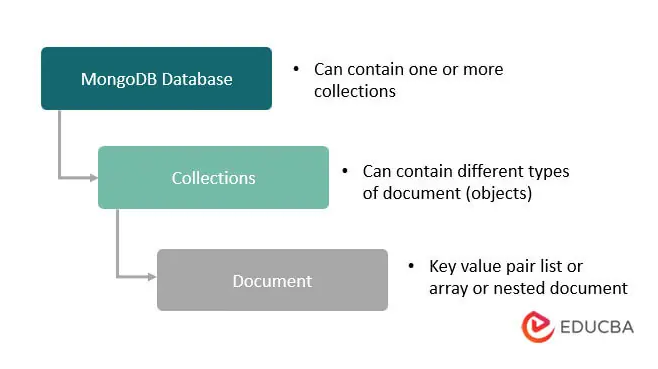 MongoDB Database
• Can contain one or more
collections
Collections
• Can contain different types
of document (objects)
Document
• Key value pair list or
array or nested document
EDUCBA